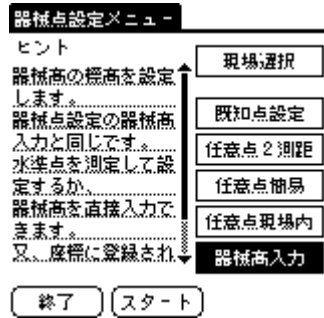 器械点設定メニュー
ヒント
器械高の標高を設定
します。
器械点設定の器械高
入力と同じです。
水準点を測定して設
定するか、
器械高を直接入力で
きます。
又、座標に登録され
現場選択
既知点設定
任意点2測距
任意点簡易
任意点現場内
器械高入力
終了
スタート